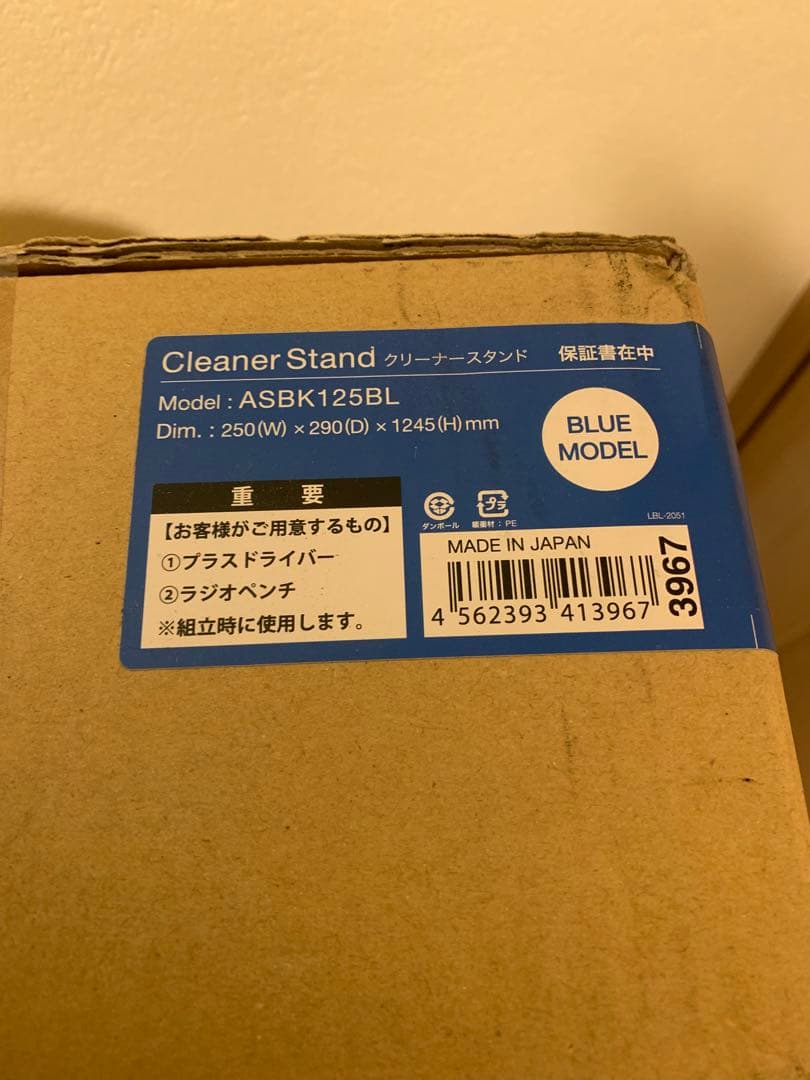 Cleaner Stand クリーナースタンド 保証書在中
Model : ASBK125BL
Dim. : 250(W) × 290(D) × 1245(H)mm
BLUE
MODEL
重 要
【お客様がご用意するもの】
①プラスドライバー
②ラジオペンチ
※組立時に使用します。
ダンボール
プラ
緩衝材 : PE
LBL-2051
MADE IN JAPAN
4 562393 413967
3967